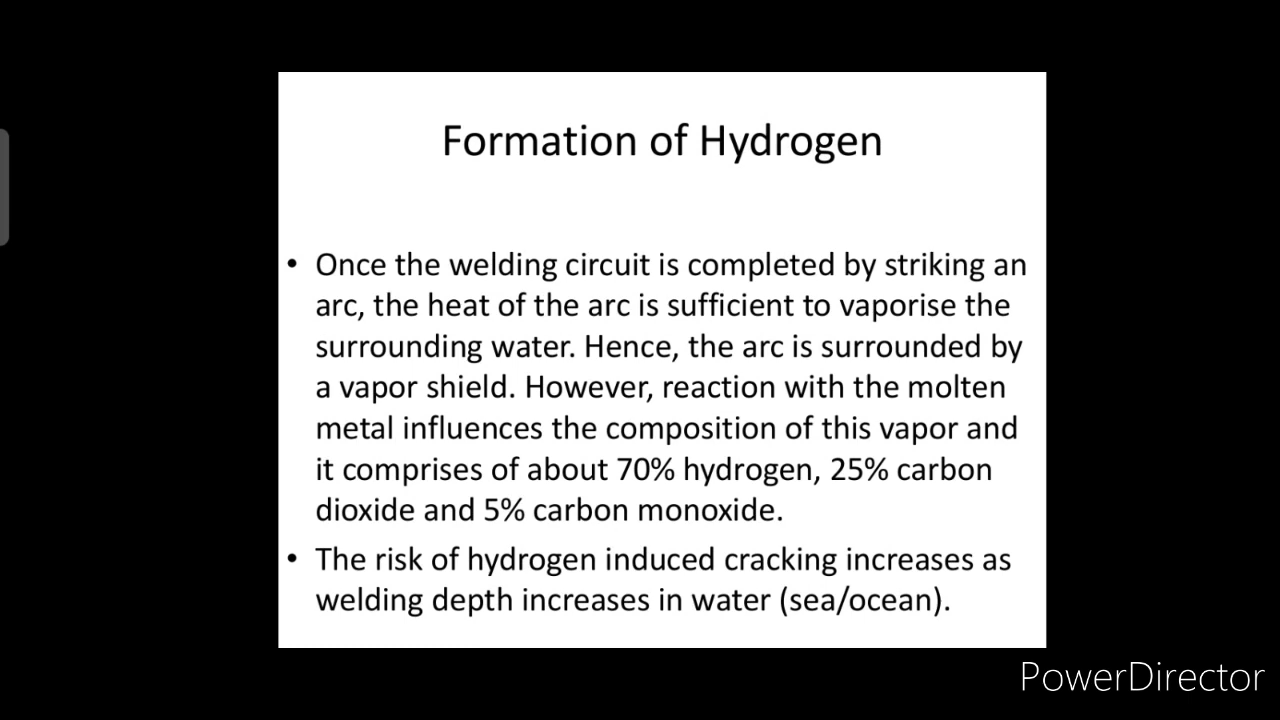 Formation of Hydrogen
• Once the welding circuit is completed by striking an
arc, the heat of the arc is sufficient to vaporise the
surrounding water. Hence, the arc is surrounded by
a vapor shield. However, reaction with the molten
metal influences the composition of this vapor and
it comprises of about 70% hydrogen, 25% carbon
dioxide and 5% carbon monoxide.
• The risk of hydrogen induced cracking increases as
welding depth increases in water (sea/ocean).
PowerDirector